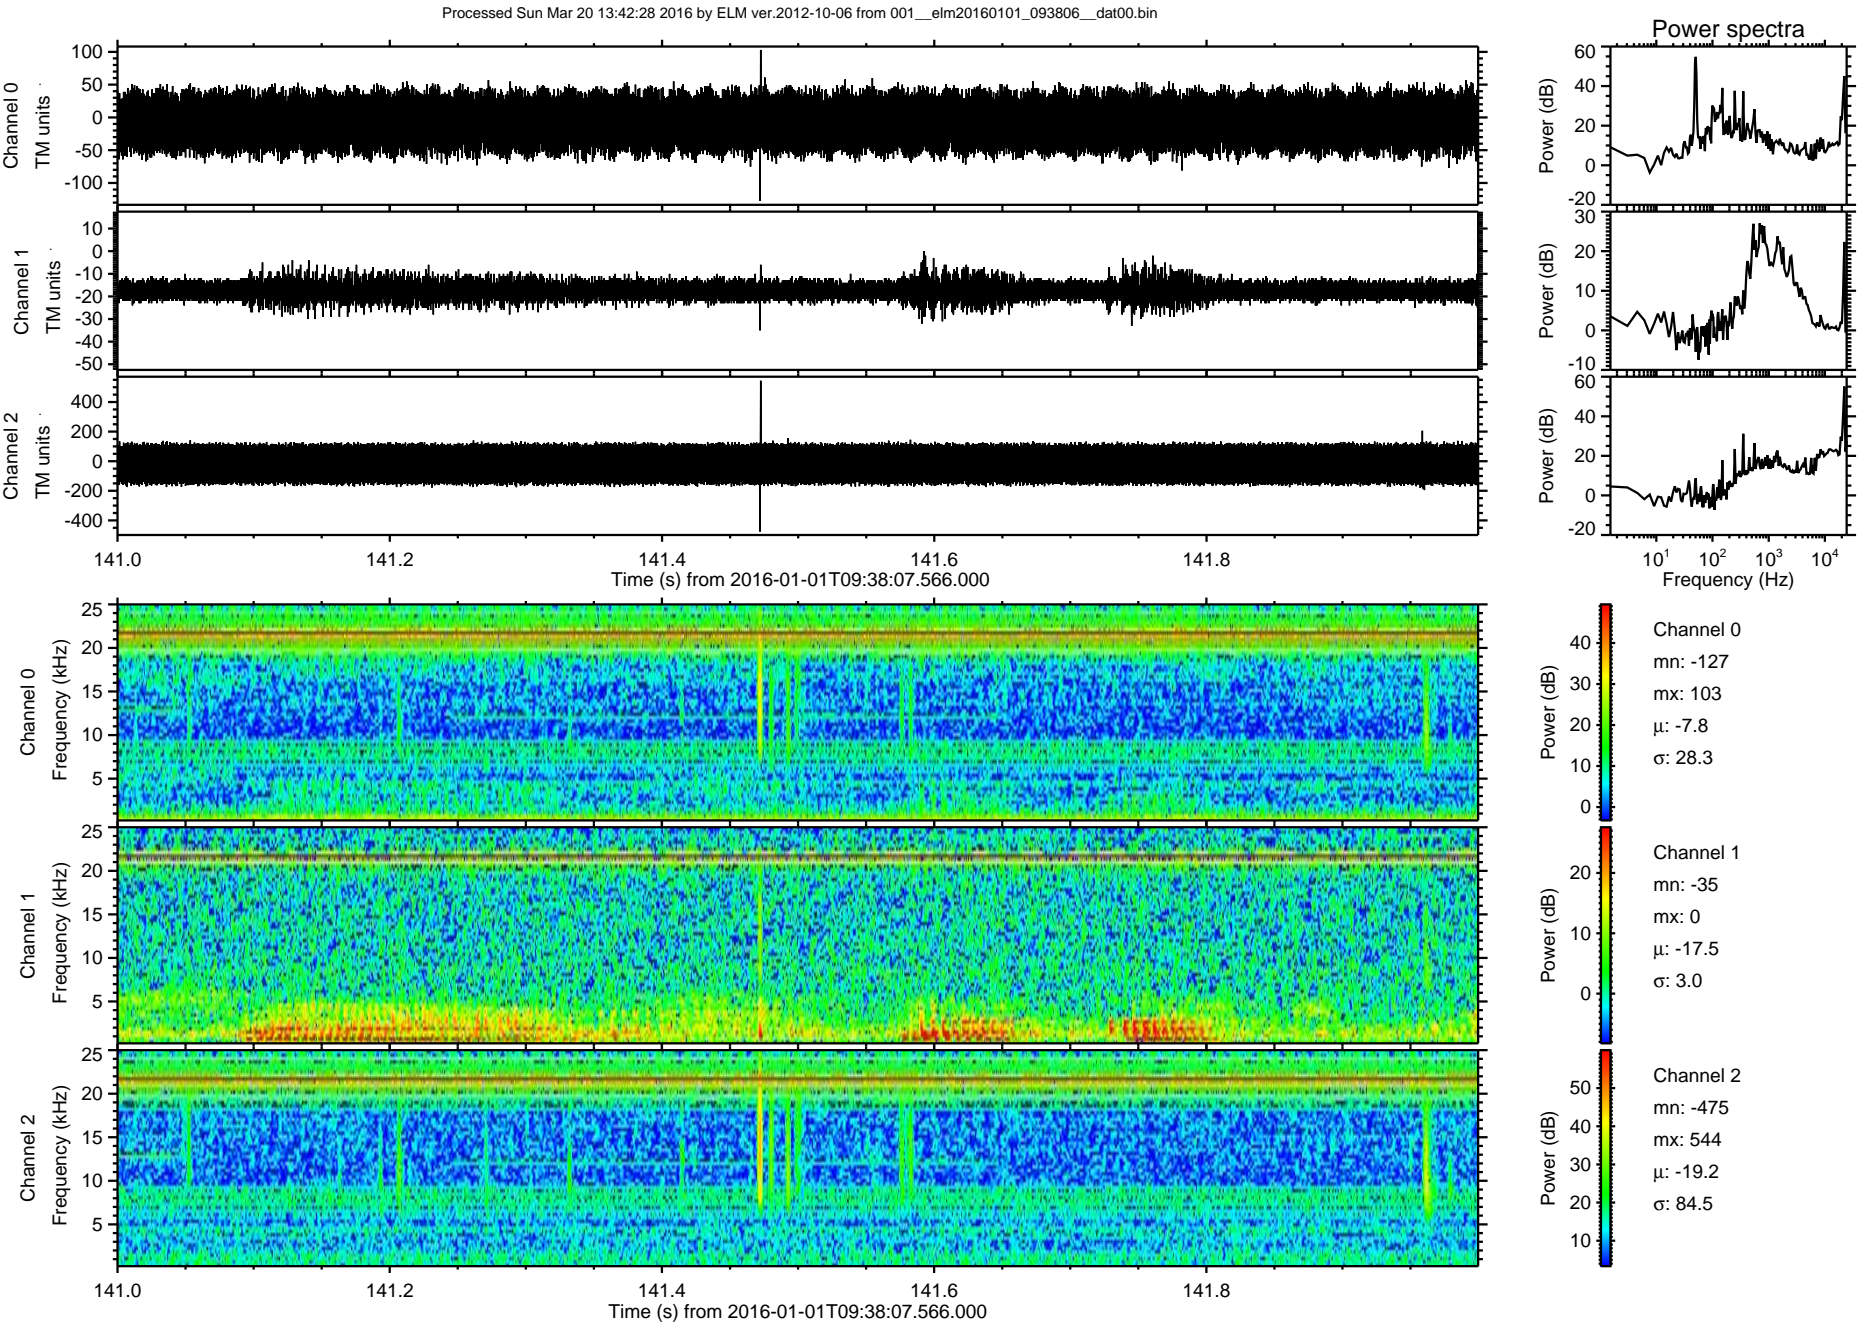 Processed Sun Mar 20 13:42:28 2016 by ELM ver.2012-10-06 from 001__elm20160101_093806__dat00.bin
Power spectra
Channel 0
TM units
100
50
0
-50
-100
Power (dB)
60
40
20
0
-20
Channel 1
TM units
10
0
-10
-20
-30
-40
-50
Power (dB)
30
20
10
0
-10
Channel 2
TM units
400
200
0
-200
-400
Power (dB)
60
40
20
0
-20
141.0 141.2 141.4 141.6 141.8
Time (s) from 2016-01-01T09:38:07.566.000
10¹ 10² 10³ 10⁴
Frequency (Hz)
Channel 0
Frequency (kHz)
25
20
15
10
5
Power (dB)
40
30
20
10
0
Channel 0
mn: -127
mx: 103
µ: -7.8
σ: 28.3
Channel 1
Frequency (kHz)
25
20
15
10
5
Power (dB)
20
10
0
Channel 1
mn: -35
mx: 0
µ: -17.5
σ: 3.0
Channel 2
Frequency (kHz)
25
20
15
10
5
Power (dB)
50
40
30
20
10
Channel 2
mn: -475
mx: 544
µ: -19.2
σ: 84.5
141.0 141.2 141.4 141.6 141.8
Time (s) from 2016-01-01T09:38:07.566.000